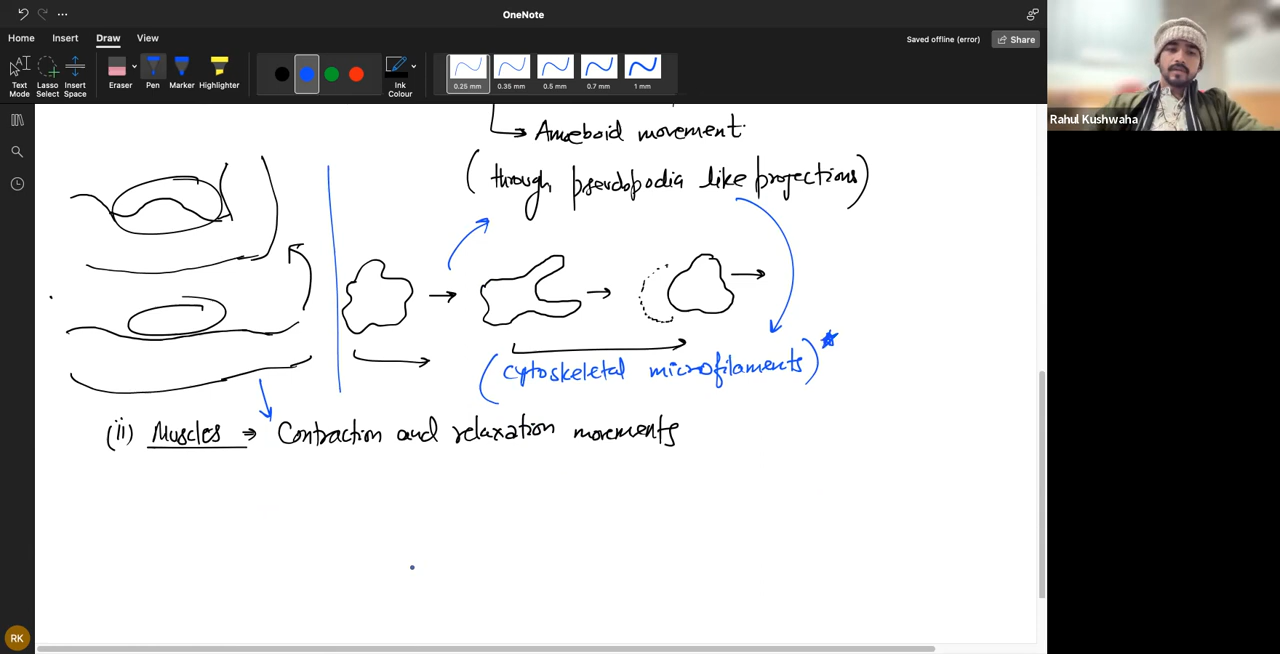 OneNote
Home Insert Draw View
Saved offline (error)
Share
Text Mode
Lasso Select
Insert Space
Eraser
Pen
Marker
Highlighter
Ink Colour
0.25 mm
0.35 mm
0.5 mm
0.7 mm
1 mm
Rahul Kushwaha
Amoeboid movement
(through pseudopodia like projections)
(cytoskeletal microfilaments)
(ii) Muscles ⇒ Contraction and relaxation movements
RK